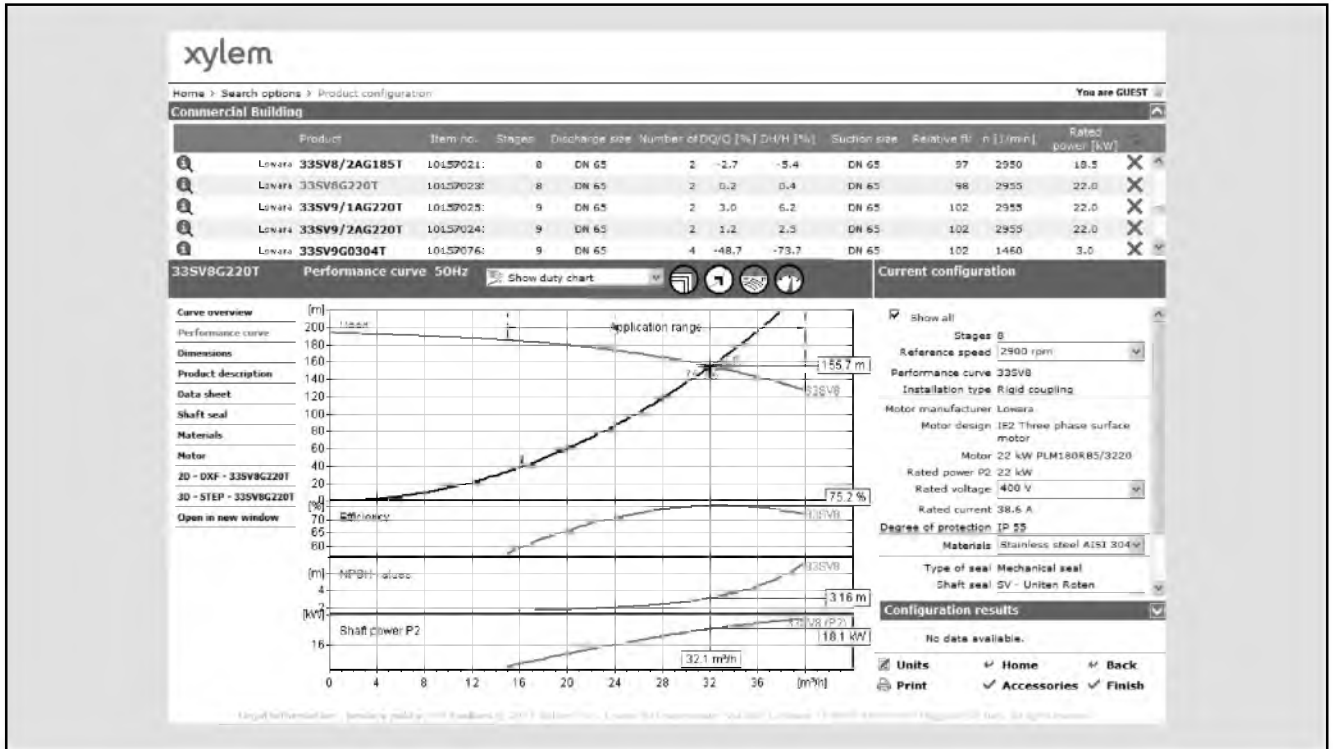 xylem
Home > Search options > Product configuration You are GUEST
Commercial Building
Product Item no. Stages Discharge size Number of DQ/Q [%] DH/H [%] Suction size Relative n [1/min] Rated power [kW]
Lowara 33SV8/2AG185T 10157021: 8 DN 65 2 -2.7 -5.4 DN 65 97 2950 18.5
Lowara 33SV8G220T 8 DN 65 2 0.2 0.4 DN 65 98 2955 22.0
Lowara 33SV9/1AG220T 10157025: 9 DN 65 2 3.0 6.2 DN 65 102 2955 22.0
Lowara 33SV9/2AG220T 10157024: 9 DN 65 2 1.2 2.5 DN 65 102 2955 22.0
Lowara 33SV9G0304T 10157076: 9 DN 65 4 -48.7 -73.7 DN 65 102 1460 3.0
33SV8G220T Performance curve 50Hz Show duty chart Current configuration
Curve overview
Performance curve
Dimensions
Product description
Data sheet
Shaft seal
Materials
Motor
2D - DXF - 33SV8G220T
3D - STEP - 33SV8G220T
Open in new window
[m]
200 Head Application range
180
160 155.7 m
140
120 33SV8
100
80
60
40
20
0 75.2 %
[%]
70 Efficiency 33SV8
65
60
[m] NPSH-values 33SV8
4
2 3.16 m
[kW]
Shaft power P2 33SV8 (P2)
16 18.1 kW
32.1 m³/h
0 4 8 12 16 20 24 28 32 36 [m³/h]
Show all
Stages 8
Reference speed 2900 rpm
Performance curve 33SV8
Installation type Rigid coupling
Motor manufacturer Lowara
Motor design IE2 Three phase surface
motor
Motor 22 kW PLM180RB5/3220
Rated power P2 22 kW
Rated voltage 400 V
Rated current 38.6 A
Degree of protection IP 55
Materials Stainless steel AISI 304
Type of seal Mechanical seal
Shaft seal SV - Uniten Roten
Configuration results
No data available.
Units Home Back
Print Accessories Finish